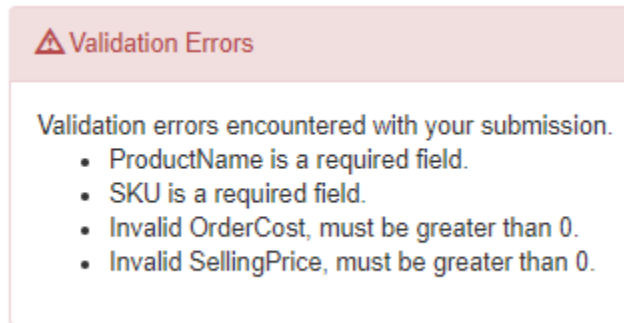 Validation Errors
Validation errors encountered with your submission.
ProductName is a required field.
SKU is a required field.
Invalid OrderCost, must be greater than 0.
Invalid SellingPrice, must be greater than 0.